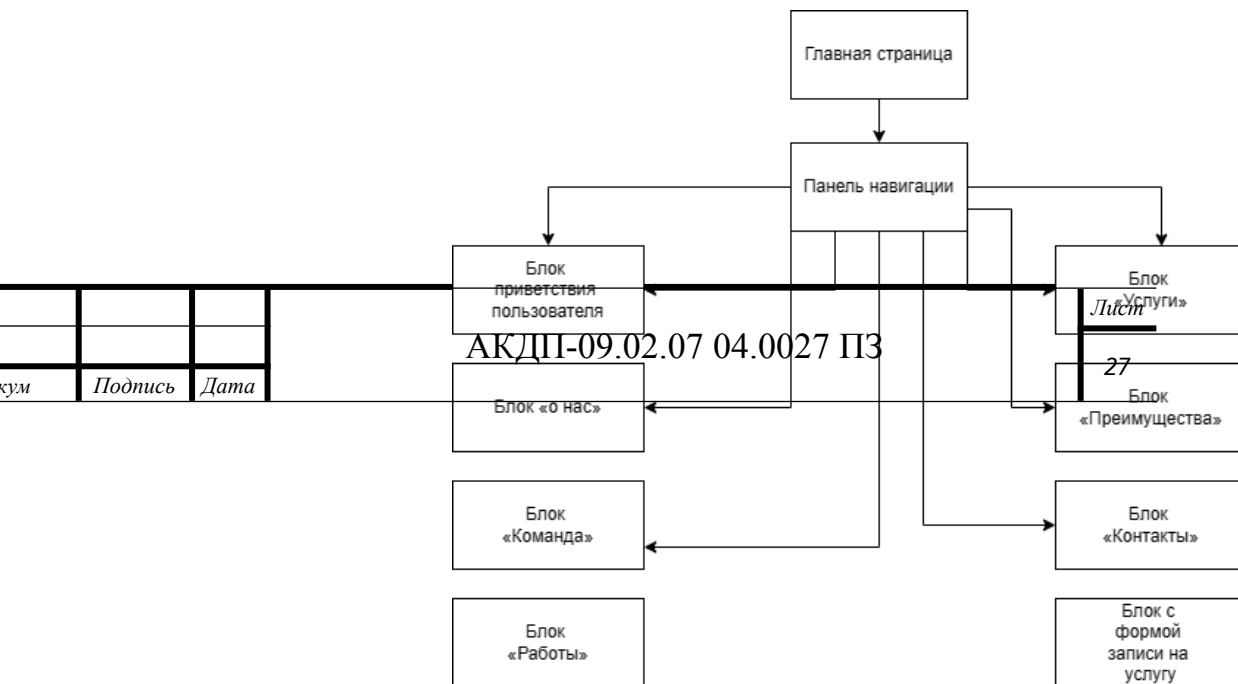 Главная страница
Панель навигации
Блок
приветствия
пользователя
Блок
«Услуги»
Лист
АКДП-09.02.07 04.0027 ПЗ
27
кум
Подпись
Дата
Блок «о нас»
Блок
«Преимущества»
Блок
«Команда»
Блок
«Контакты»
Блок
«Работы»
Блок с
формой
записи на
услугу